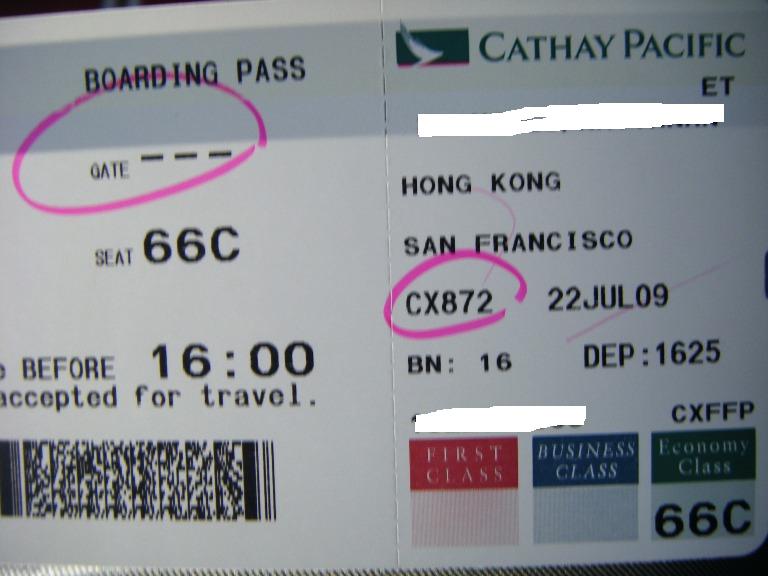 BOARDING PASS
GATE ---
SEAT 66C
BEFORE 16:00
accepted for travel.
CATHAY PACIFIC
ET
HONG KONG
SAN FRANCISCO
CX872 22JUL09
BN: 16 DEP:1625
CXFFP
FIRST CLASS
BUSINESS CLASS
Economy Class
66C